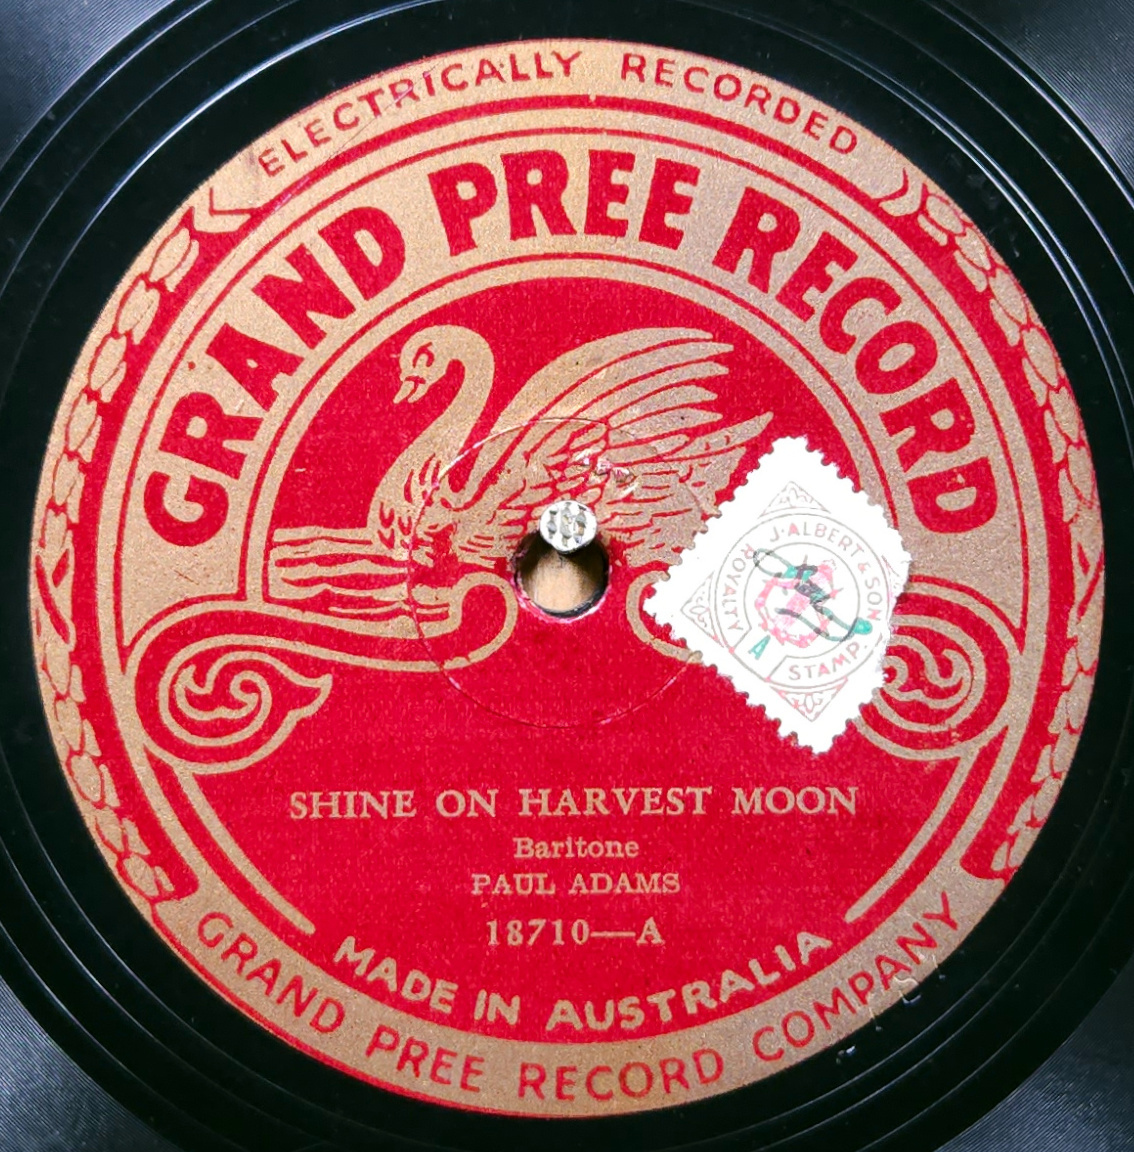 ELECTRICALLY RECORDED
GRAND PREE RECORD
J. ALBERT & SON
ROYALTY
A
STAMP.
SHINE ON HARVEST MOON
Baritone
PAUL ADAMS
18710—A
MADE IN AUSTRALIA
GRAND PREE RECORD COMPANY